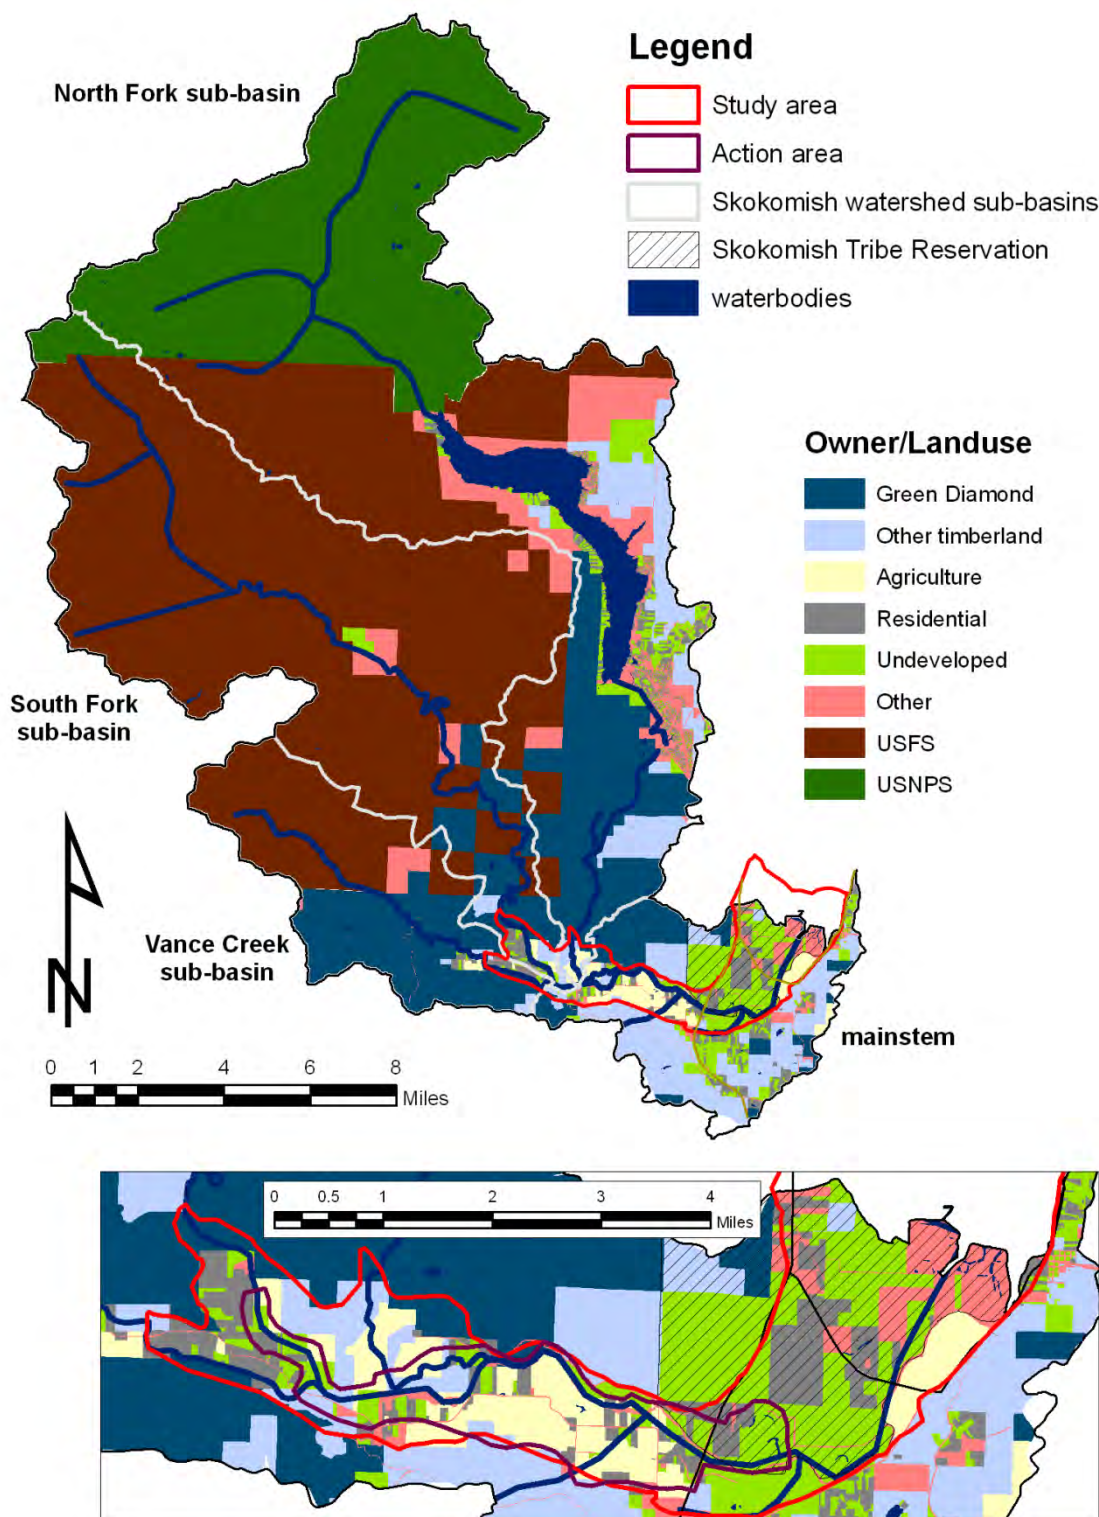 Legend
North Fork sub-basin
Study area
Action area
Skokomish watershed sub-basins
Skokomish Tribe Reservation
waterbodies
Owner/Landuse
Green Diamond
Other timberland
Agriculture
Residential
Undeveloped
Other
USFS
USNPS
South Fork
sub-basin
Vance Creek
sub-basin
N
mainstem
0 1 2 4 6 8
Miles
0 0.5 1 2 3 4
Miles